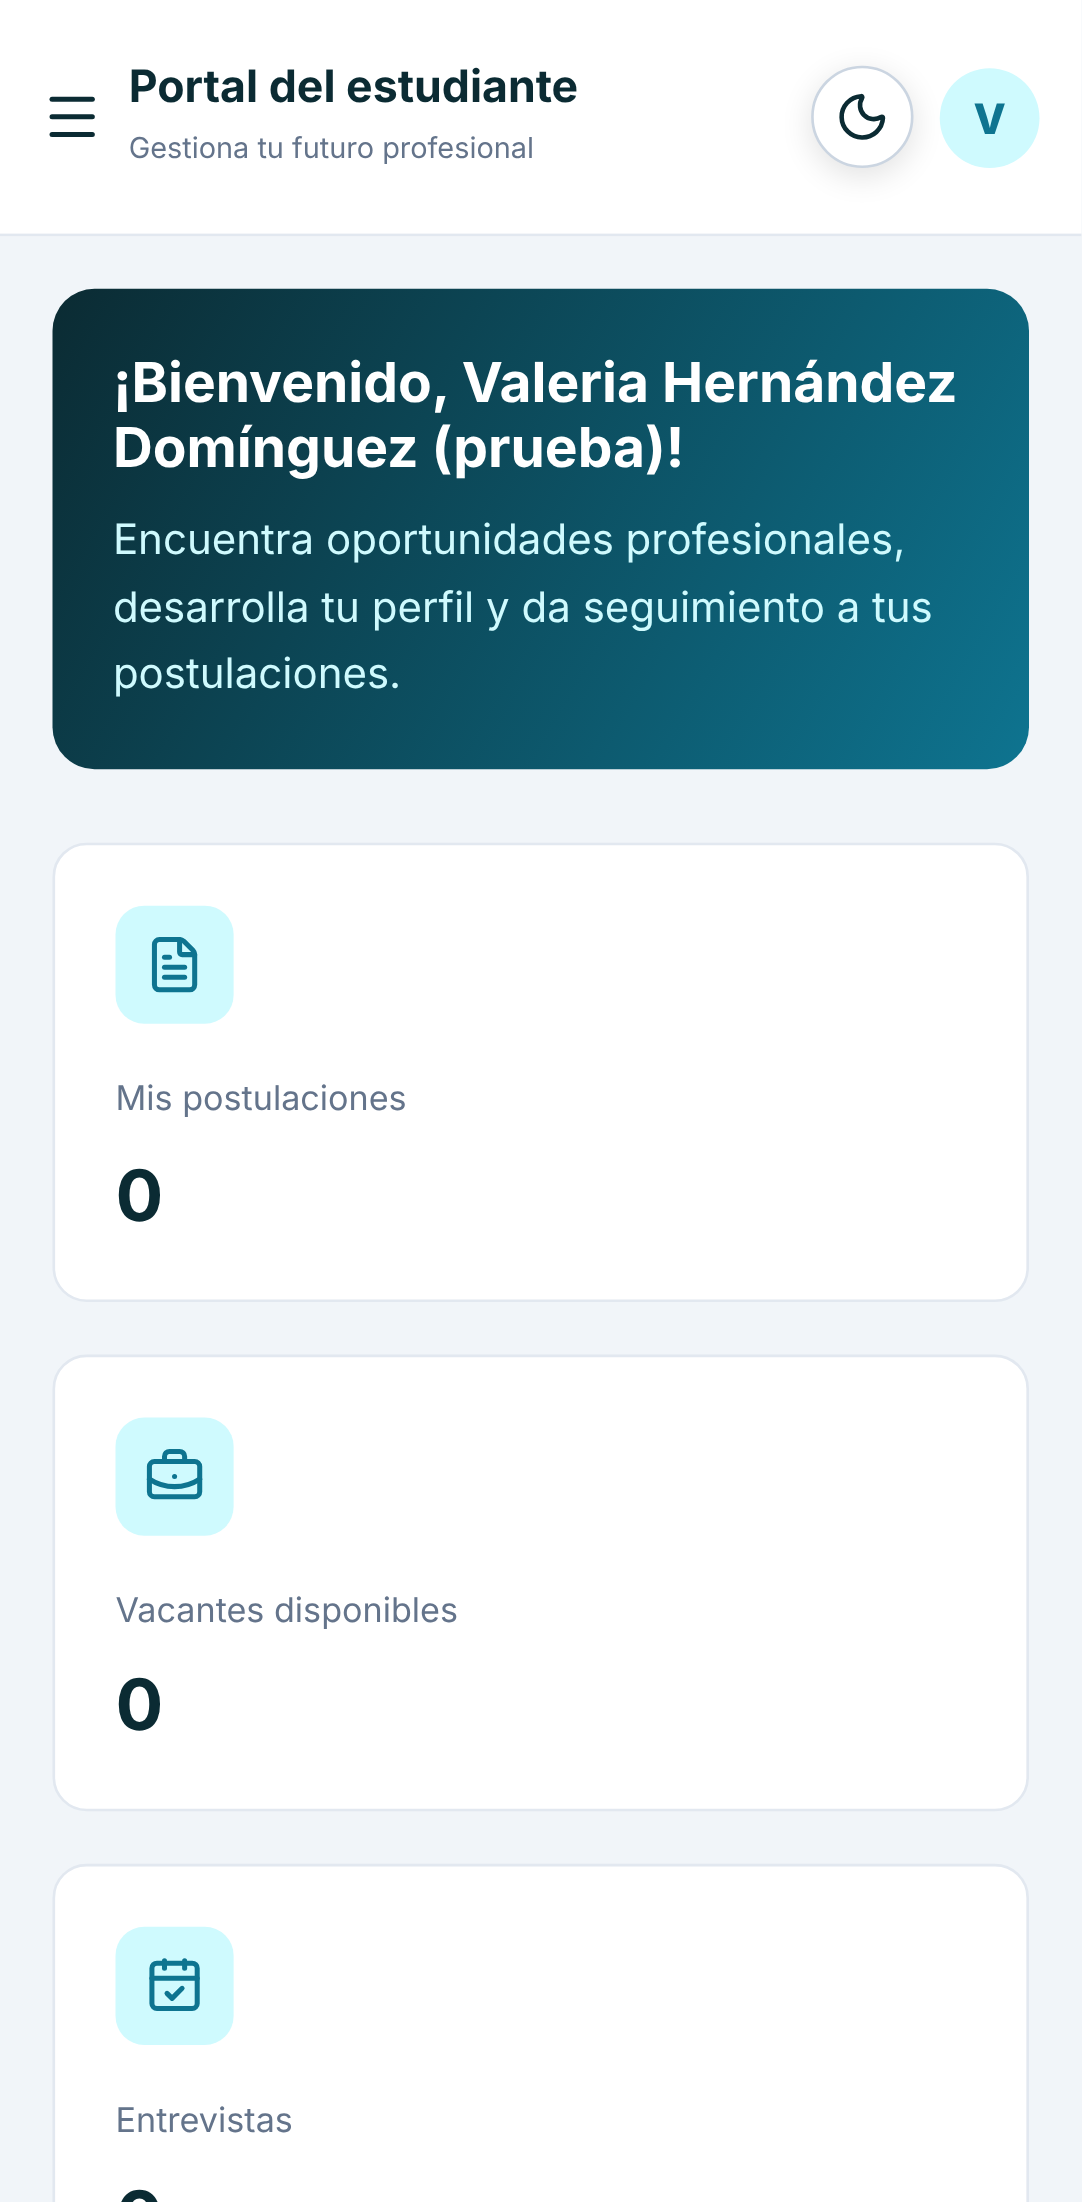 Portal del estudiante
Gestiona tu futuro profesional
V
¡Bienvenido, Valeria Hernández
Domínguez (prueba)!
Encuentra oportunidades profesionales,
desarrolla tu perfil y da seguimiento a tus
postulaciones.
Mis postulaciones
0
Vacantes disponibles
0
Entrevistas